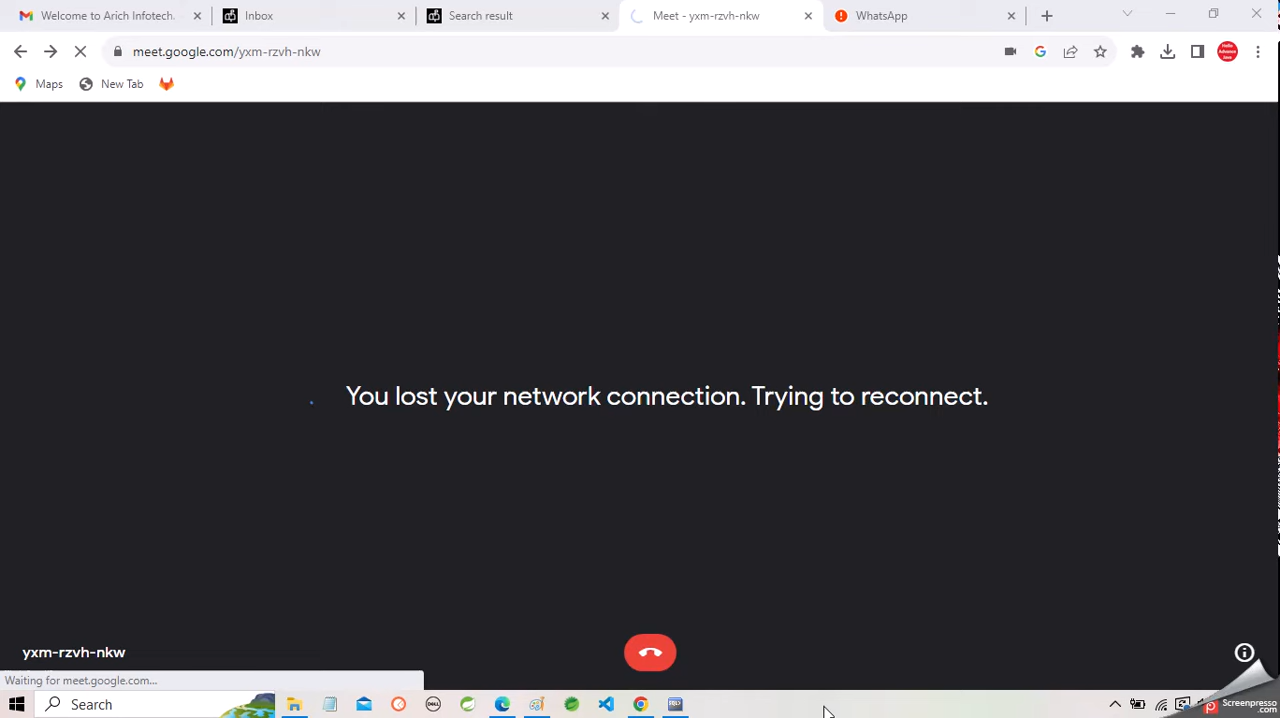 Welcome to Arich Infotech.
Inbox
Search result
Meet - yxm-rzvh-nkw
WhatsApp
meet.google.com/yxm-rzvh-nkw
Maps
New Tab
You lost your network connection. Trying to reconnect.
yxm-rzvh-nkw
Waiting for meet.google.com...
Search
DELL
Screenpresso
.com